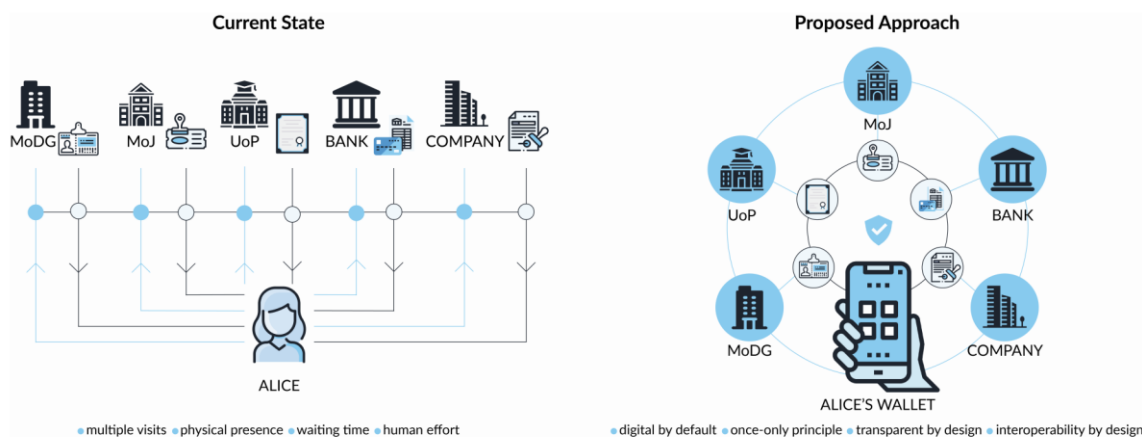 Current State
MoDG
MoJ
UoP
BANK
COMPANY
ALICE
• multiple visits • physical presence • waiting time • human effort
Proposed Approach
MoJ
UoP
BANK
MoDG
COMPANY
ALICE'S WALLET
• digital by default • once-only principle • transparent by design • interoperability by design